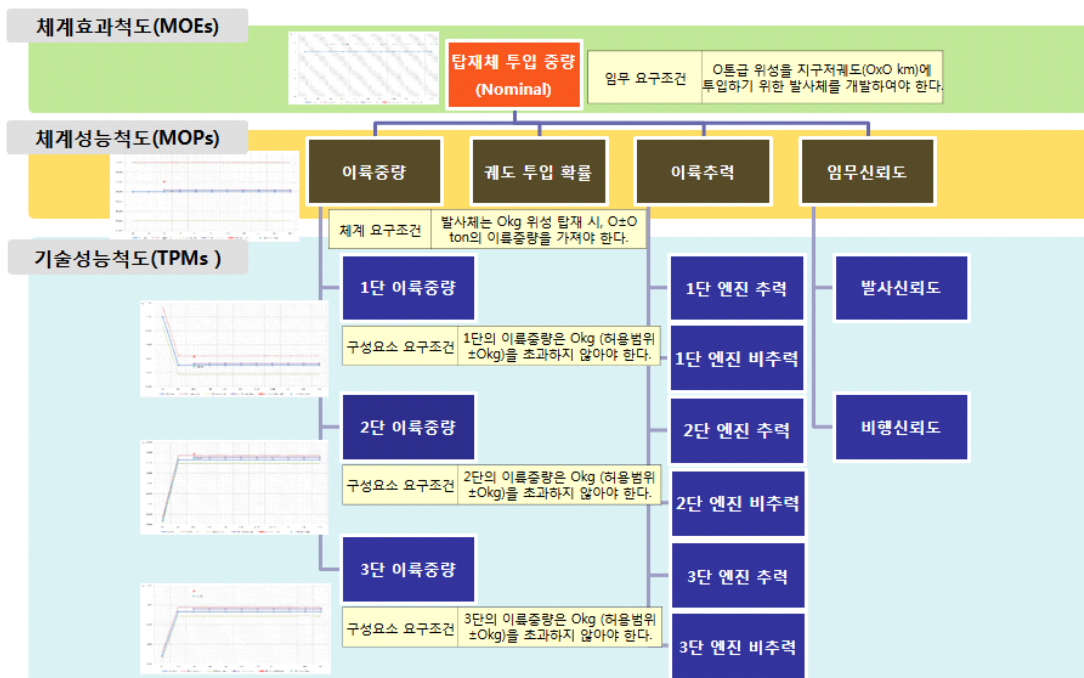 체계효과척도(MOEs)
탑재체 투입 중량
(Nominal)
임무 요구조건
O톤급 위성을 지구저궤도(OxO km)에
투입하기 위한 발사체를 개발하여야 한다.
체계성능척도(MOPs)
이륙중량
궤도 투입 확률
이륙추력
임무신뢰도
체계 요구조건
발사체는 Okg 위성 탑재 시, O±O
ton의 이륙중량을 가져야 한다.
기술성능척도(TPMs )
1단 이륙중량
1단 엔진 추력
발사신뢰도
구성요소 요구조건
1단의 이륙중량은 Okg (허용범위
±Okg)을 초과하지 않아야 한다.
1단 엔진 비추력
2단 이륙중량
2단 엔진 추력
비행신뢰도
구성요소 요구조건
2단의 이륙중량은 Okg (허용범위
±Okg)을 초과하지 않아야 한다.
2단 엔진 비추력
3단 이륙중량
3단 엔진 추력
구성요소 요구조건
3단의 이륙중량은 Okg (허용범위
±Okg)을 초과하지 않아야 한다.
3단 엔진 비추력